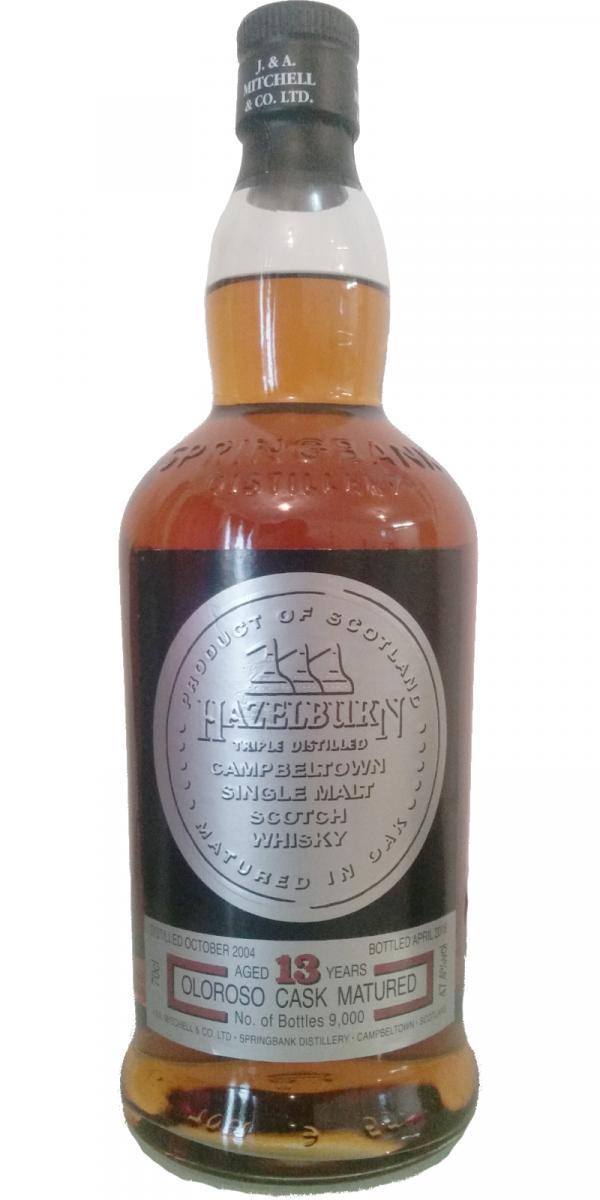 J. & A.
MITCHELL
& CO. LTD.
SPRINGBANK
DISTILLERY
PRODUCT OF SCOTLAND
HAZELBURN
TRIPLE DISTILLED
CAMPBELTOWN
SINGLE MALT
SCOTCH
WHISKY
MATURED IN OAK
DISTILLED OCTOBER 2004
BOTTLED APRIL
AGED 13 YEARS
70cl
OLOROSO CASK MATURED
No. of Bottles 9,000
MITCHELL & CO. LTD · SPRINGBANK DISTILLERY · CAMPBELTOWN · SCOTLAND